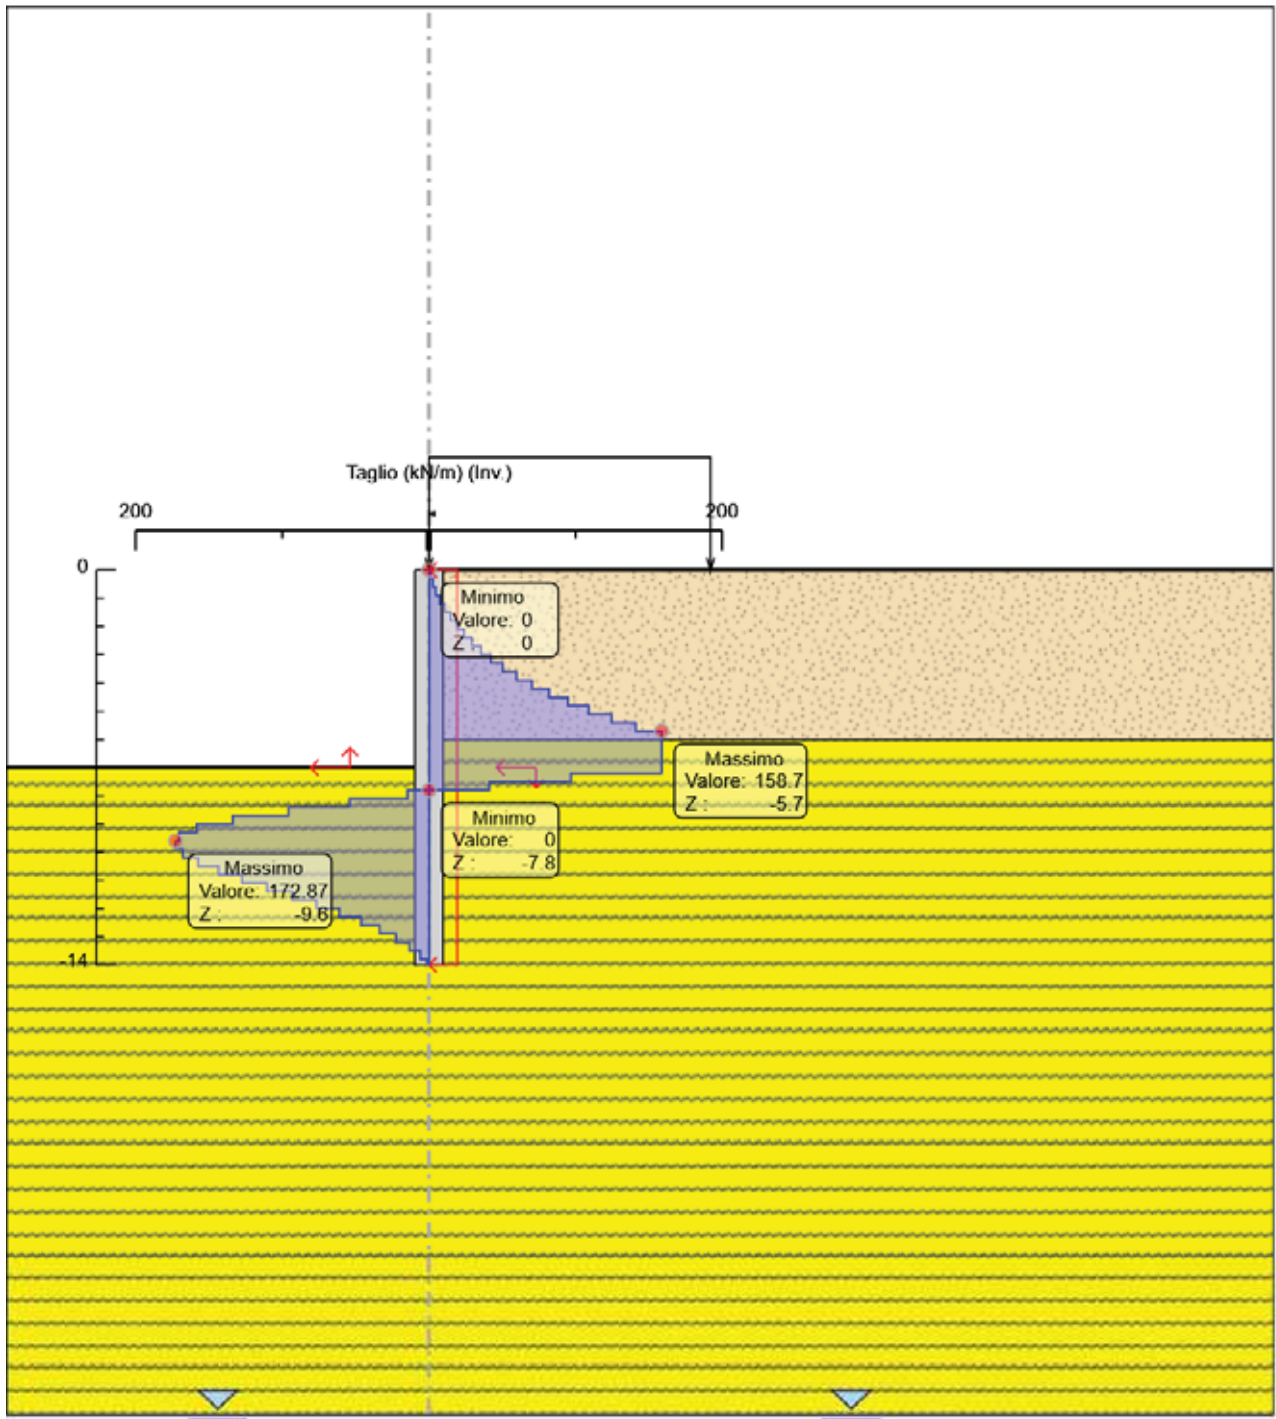 Taglio (kN/m) (Inv.)
200
200
0
Minimo
Valore: 0
Z : 0
Massimo
Valore: 158.7
Z : -5.7
Minimo
Valore: 0
Z : -7.8
Massimo
Valore: 172.87
Z : -9.6
-14